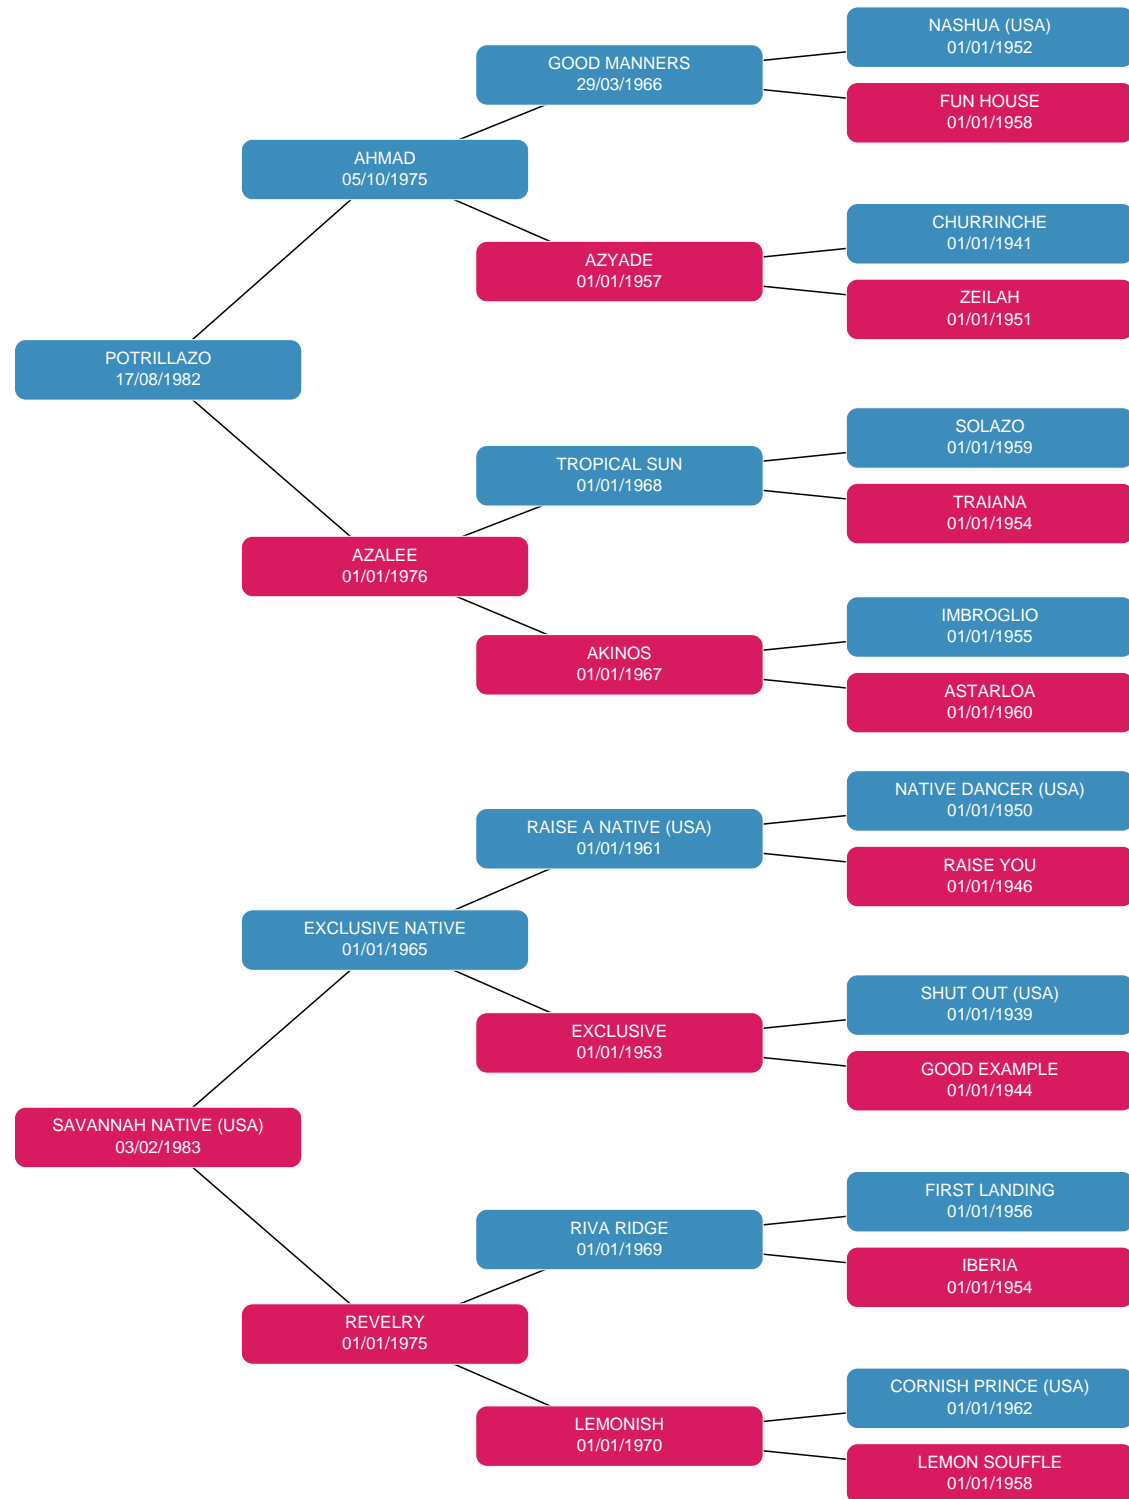 NASHUA (USA)
01/01/1952
GOOD MANNERS
29/03/1966
FUN HOUSE
01/01/1958
AHMAD
05/10/1975
CHURRINCHE
01/01/1941
AZYADE
01/01/1957
ZEILAH
01/01/1951
POTRILLAZO
17/08/1982
SOLAZO
01/01/1959
TROPICAL SUN
01/01/1968
TRAIANA
01/01/1954
AZALEE
01/01/1976
IMBROGLIO
01/01/1955
AKINOS
01/01/1967
ASTARLOA
01/01/1960
NATIVE DANCER (USA)
01/01/1950
RAISE A NATIVE (USA)
01/01/1961
RAISE YOU
01/01/1946
EXCLUSIVE NATIVE
01/01/1965
SHUT OUT (USA)
01/01/1939
EXCLUSIVE
01/01/1953
GOOD EXAMPLE
01/01/1944
SAVANNAH NATIVE (USA)
03/02/1983
FIRST LANDING
01/01/1956
RIVA RIDGE
01/01/1969
IBERIA
01/01/1954
REVELRY
01/01/1975
CORNISH PRINCE (USA)
01/01/1962
LEMONISH
01/01/1970
LEMON SOUFFLE
01/01/1958